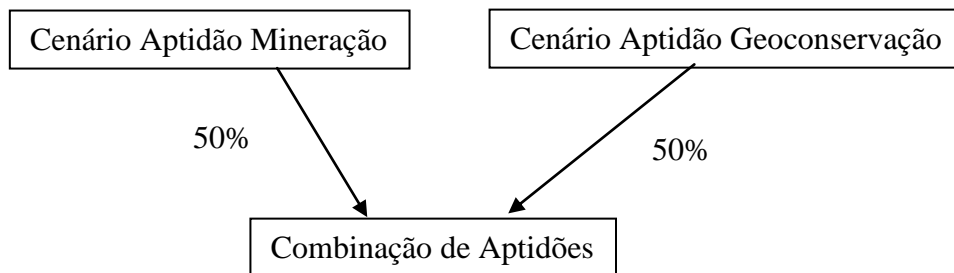 Cenário Aptidão Mineração
Cenário Aptidão Geoconservação
50%
50%
Combinação de Aptidões